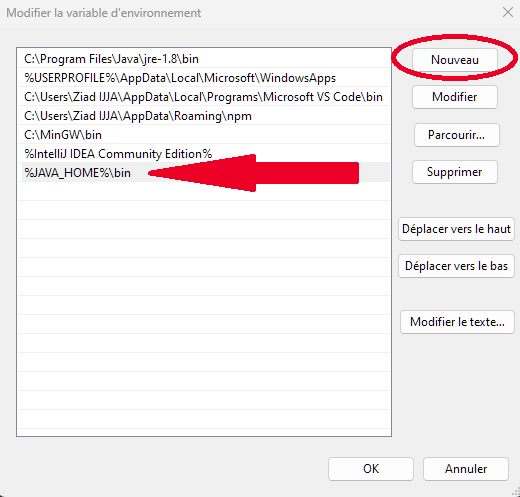 Modifier la variable d'environnement
C:\Program Files\Java\jre-1.8\bin
%USERPROFILE%\AppData\Local\Microsoft\WindowsApps
C:\Users\Ziad IJJA\AppData\Local\Programs\Microsoft VS Code\bin
C:\Users\Ziad IJJA\AppData\Roaming\npm
C:\MinGW\bin
%IntelliJ IDEA Community Edition%
%JAVA_HOME%\bin
Nouveau
Modifier
Parcourir...
Supprimer
Déplacer vers le haut
Déplacer vers le bas
Modifier le texte...
OK
Annuler